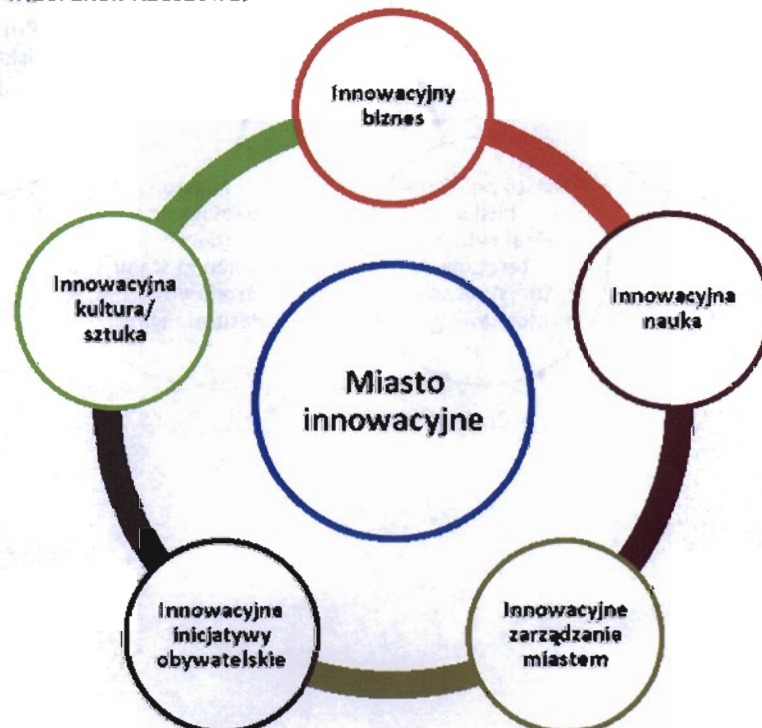 Innowacyjny
biznes
Innowacyjna
nauka
Innowacyjne
zarządzanie
miastem
Innowacyjne
inicjatywy
obywatelskie
Innowacyjna
kultura/
sztuka
Miasto
innowacyjne